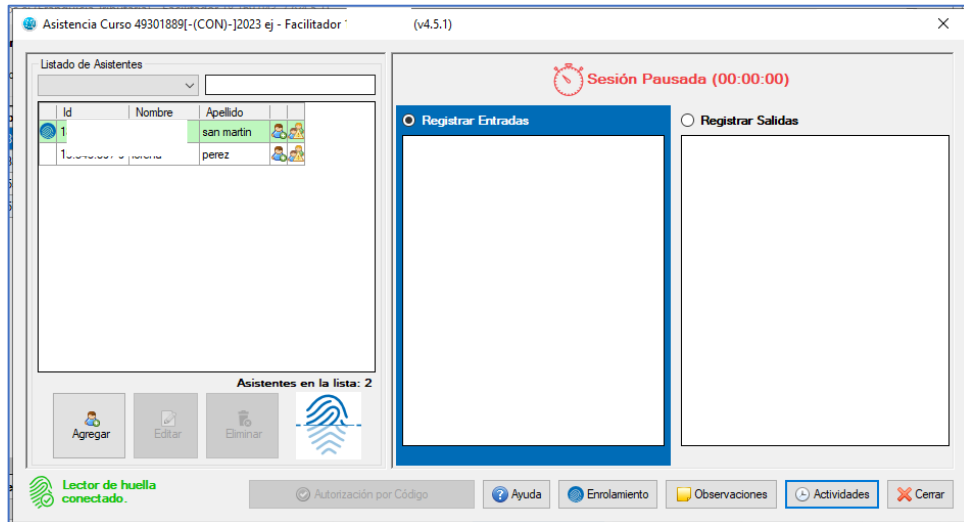 Asistencia Curso 49301889[-(CON)-]2023 ej - Facilitador (v4.5.1)
Listado de Asistentes
Id Nombre Apellido
1 san martin
perez
Asistentes en la lista: 2
Agregar
Editar
Eliminar
Sesión Pausada (00:00:00)
Registrar Entradas
Registrar Salidas
Lector de huella
conectado.
Autorización por Código
Ayuda
Enrolamiento
Observaciones
Actividades
Cerrar